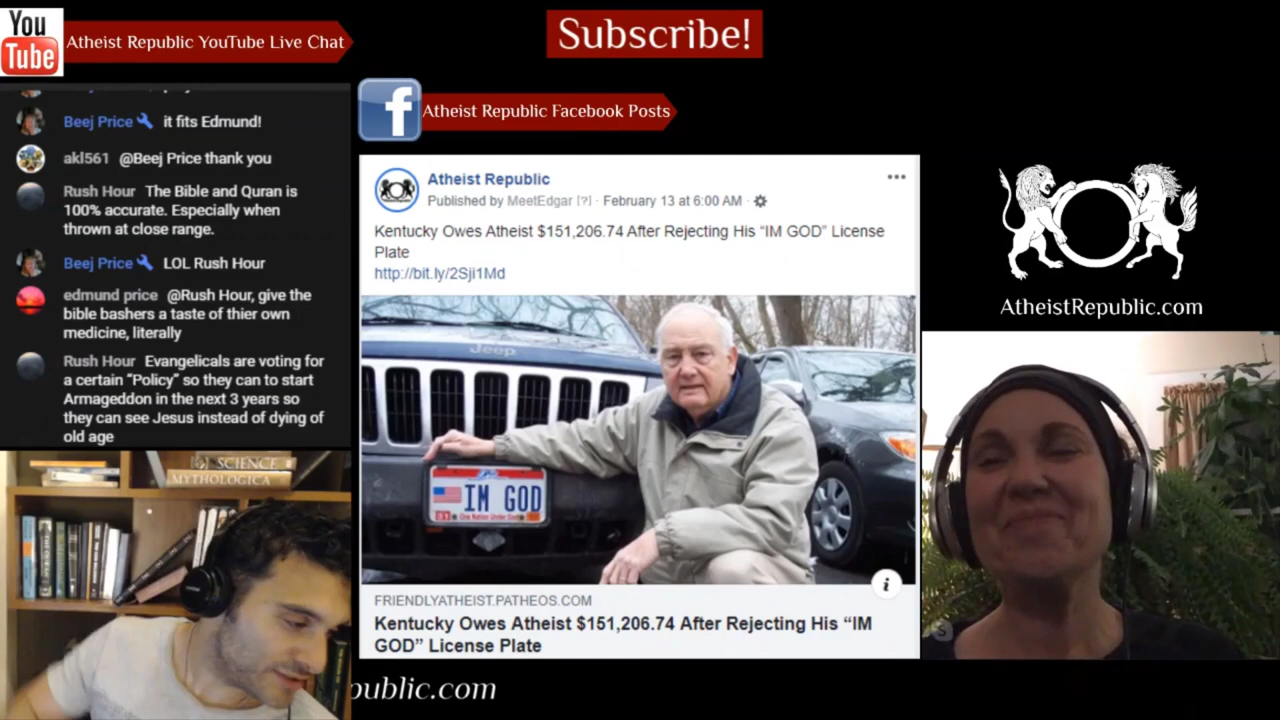 You
Tube
Atheist Republic YouTube Live Chat
Subscribe!
Beej Price it fits Edmund!
akl561 @Beej Price thank you
Rush Hour The Bible and Quran is
100% accurate. Especially when
thrown at close range.
Beej Price LOL Rush Hour
edmund price @Rush Hour, give the
bible bashers a taste of thier own
medicine, literally
Rush Hour Evangelicals are voting for
a certain “Policy” so they can to start
Armageddon in the next 3 years so
they can see Jesus instead of dying of
old age
f
Atheist Republic Facebook Posts
Atheist Republic
Published by MeetEdgar [?] · February 13 at 6:00 AM ·
Kentucky Owes Atheist $151,206.74 After Rejecting His “IM GOD” License
Plate
http://bit.ly/2Sji1Md
Jeep
IM GOD
One Nation Under God
i
FRIENDLYATHEIST.PATHEOS.COM
Kentucky Owes Atheist $151,206.74 After Rejecting His “IM
GOD” License Plate
AtheistRepublic.com
SCIENCE
MYTHOLOGICA
S
public.com